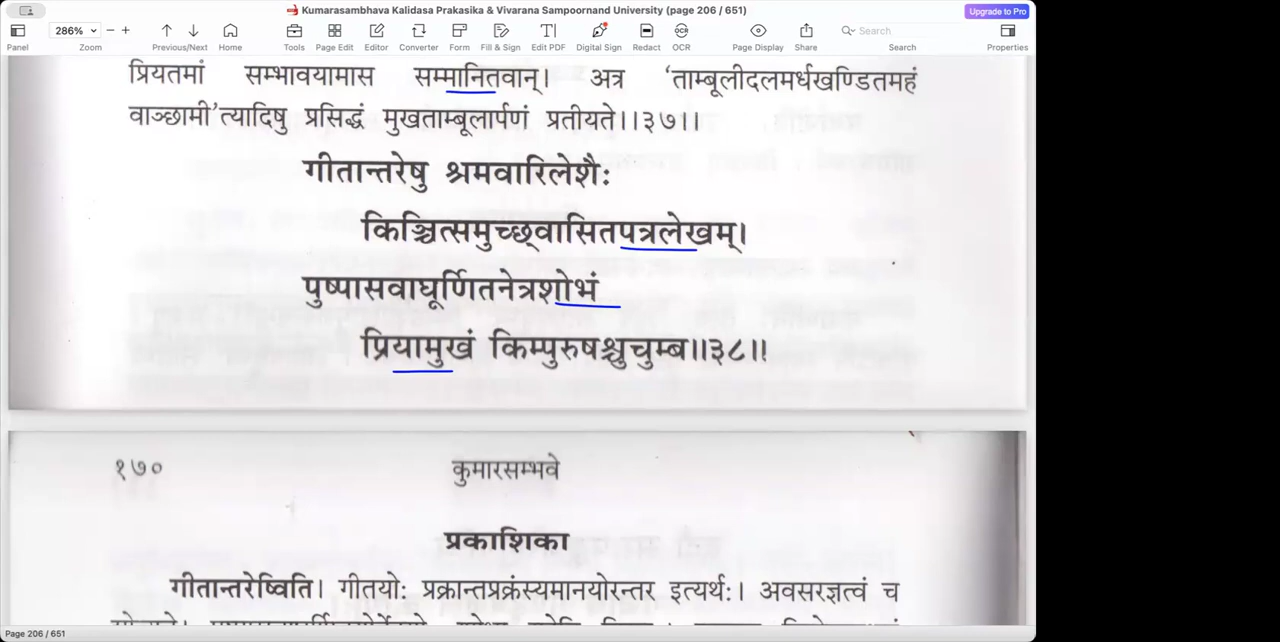 Kumarasambhava Kalidasa Prakasika & Vivarana Sampoornand University (page 206 / 651)
Upgrade to Pro
286%
Panel Zoom Previous/Next Home Tools Page Edit Editor Converter Form Fill & Sign Edit PDF Digital Sign Redact OCR Page Display Share Search Properties
Search
प्रियतमां सम्भावयामास सम्मानितवान्। अत्र 'ताम्बूलीदलमर्धखण्डितमहं
वाञ्छामी'त्यादिषु प्रसिद्धं मुखताम्बूलार्पणं प्रतीयते।।३७।।
गीतान्तरेषु श्रमवारिलेशैः
किञ्चित्समुच्छ्वासितपत्रलेखम्।
पुष्पासवाघूर्णितनेत्रशोभं
प्रियामुखं किम्पुरुषश्चुचुम्ब॥३८॥
१७०
कुमारसम्भवे
प्रकाशिका
गीतान्तरेष्विति। गीतयोः प्रक्रान्तप्रक्रंस्यमानयोरन्तर इत्यर्थः। अवसरज्ञत्वं च
Page 206 / 651